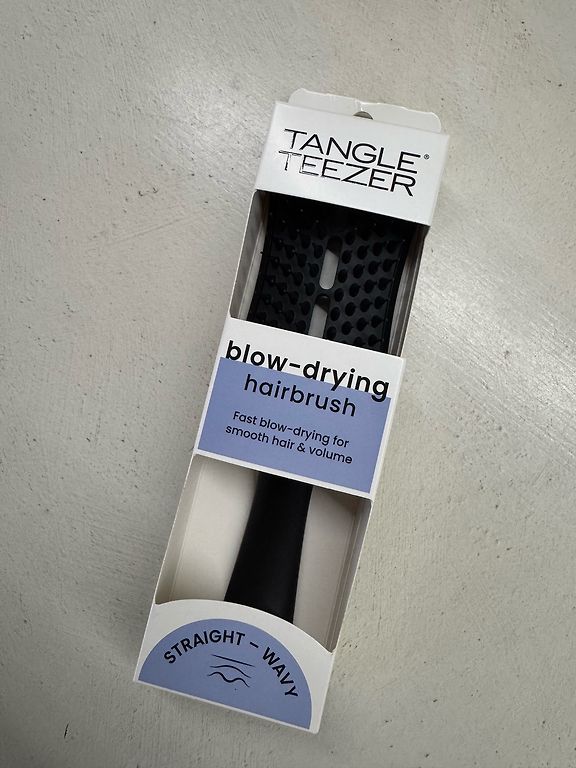 TANGLE
TEEZER®
blow-drying
hairbrush
Fast blow-drying for
smooth hair & volume
STRAIGHT – WAVY